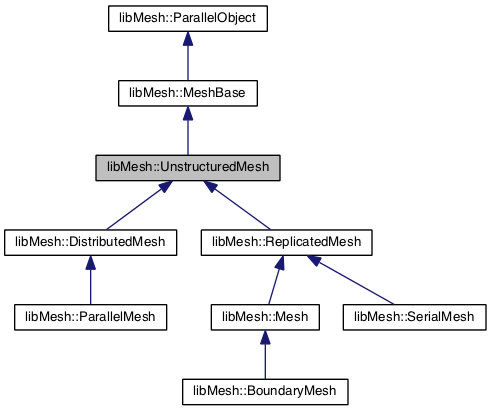 libMesh::ParallelObject
libMesh::MeshBase
libMesh::UnstructuredMesh
libMesh::DistributedMesh
libMesh::ReplicatedMesh
libMesh::ParallelMesh
libMesh::Mesh
libMesh::SerialMesh
libMesh::BoundaryMesh